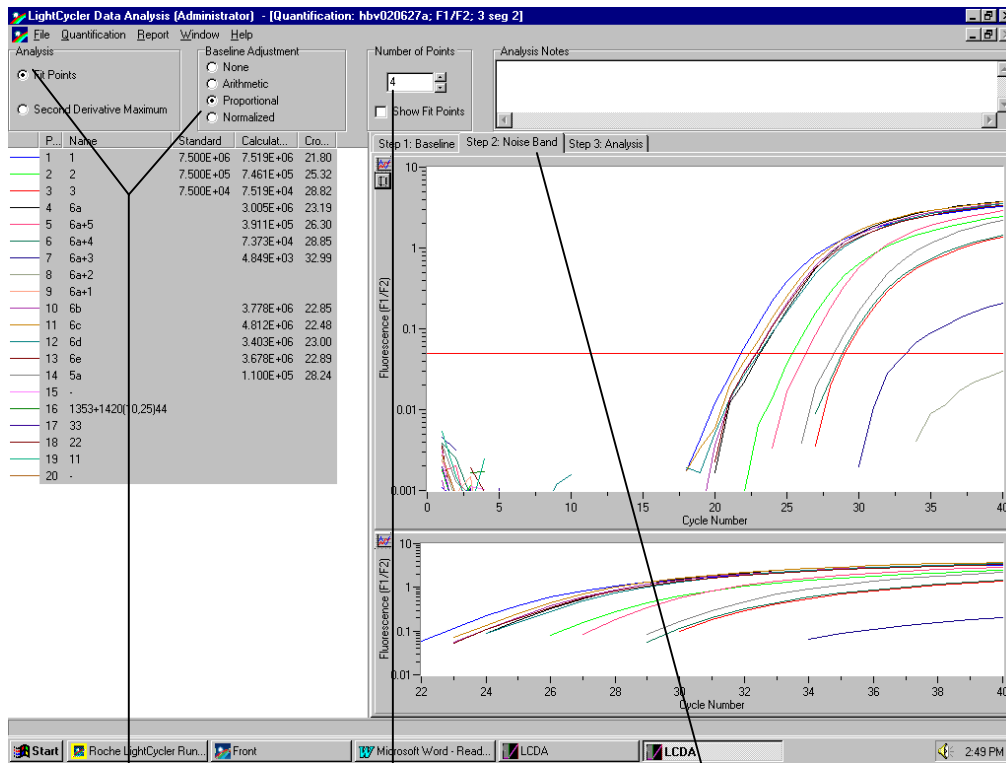 LightCycler Data Analysis (Administrator) - [Quantification: hbv020627a; F1/F2; 3 seg 2]
File Quantification Report Window Help
Analysis
Fit Points
Second Derivative Maximum
Baseline Adjustment
None
Arithmetic
Proportional
Normalized
Number of Points
4
Show Fit Points
Analysis Notes
P... Name Standard Calculat... Cro...
1 1 7.500E+06 7.519E+06 21.80
2 2 7.500E+05 7.461E+05 25.32
3 3 7.500E+04 7.519E+04 28.82
4 6a 3.005E+06 23.19
5 6a+5 3.911E+05 26.30
6 6a+4 7.373E+04 28.85
7 6a+3 4.849E+03 32.99
8 6a+2
9 6a+1
10 6b 3.778E+06 22.85
11 6c 4.812E+06 22.48
12 6d 3.403E+06 23.00
13 6e 3.678E+06 22.89
14 5a 1.100E+05 28.24
15 -
16 1353+1420(10,25)44
17 33
18 22
19 11
20 -
Step 1: Baseline Step 2: Noise Band Step 3: Analysis
Fluorescence (F1/F2)
10
1
0.1
0.01
0.001
0 5 10 15 20 25 30 35 40
Cycle Number
Fluorescence (F1/F2)
10
1
0.1
0.01
22 24 26 28 30 32 34 36 38 40
Cycle Number
Start Roche LightCycler Run... Front Microsoft Word - Read... LCDA LCDA 2:49 PM